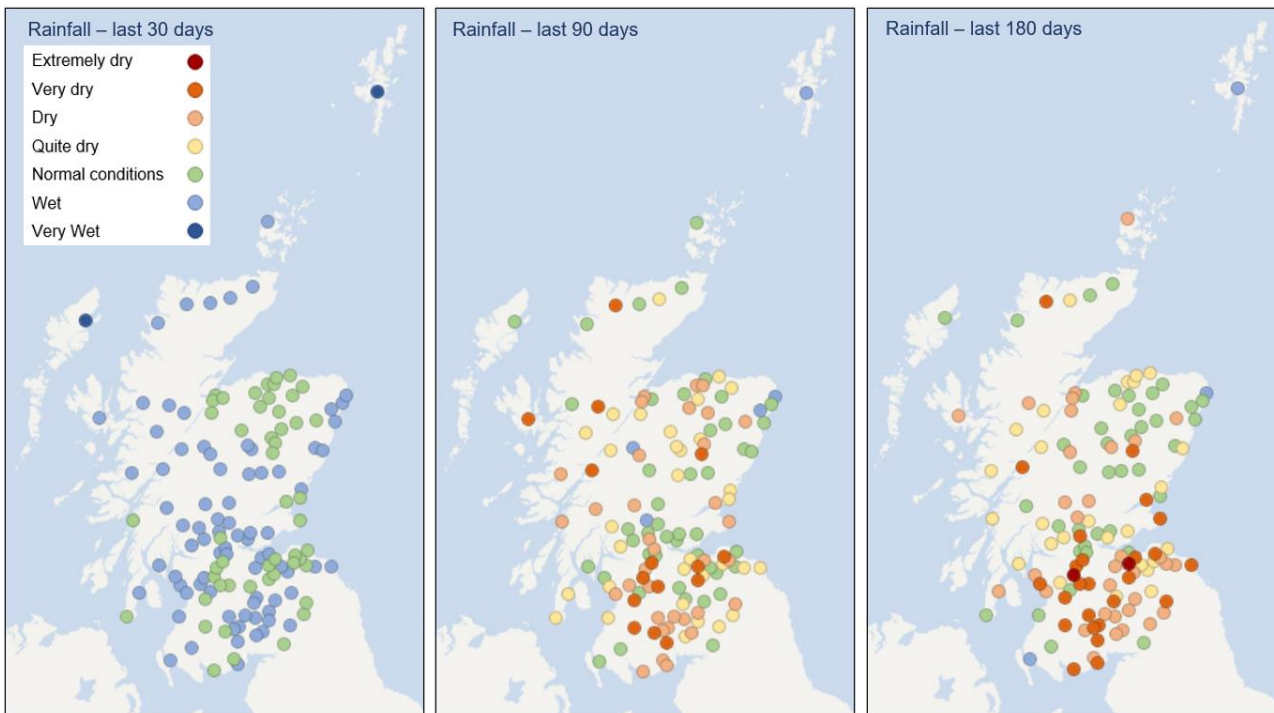 Rainfall – last 30 days
Extremely dry
Very dry
Dry
Quite dry
Normal conditions
Wet
Very Wet
Rainfall – last 90 days
Rainfall – last 180 days